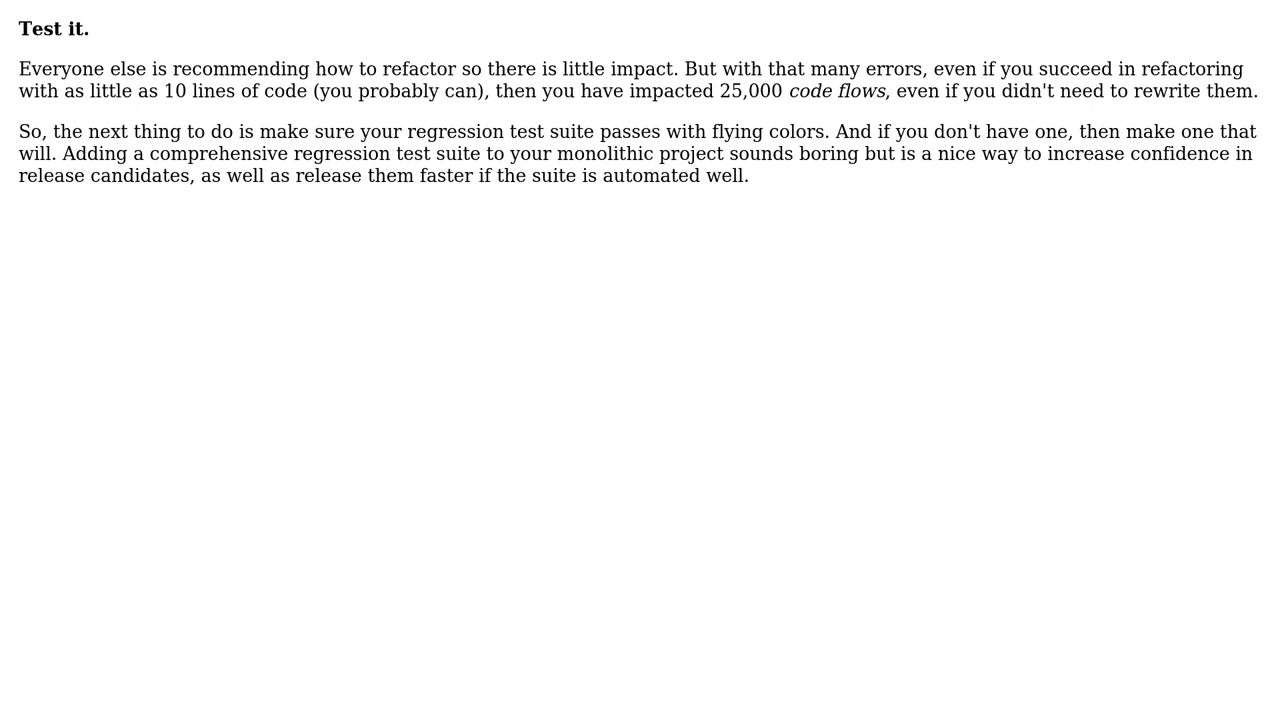 Test it.
Everyone else is recommending how to refactor so there is little impact. But with that many errors, even if you succeed in refactoring
with as little as 10 lines of code (you probably can), then you have impacted 25,000 code flows, even if you didn't need to rewrite them.
So, the next thing to do is make sure your regression test suite passes with flying colors. And if you don't have one, then make one that
will. Adding a comprehensive regression test suite to your monolithic project sounds boring but is a nice way to increase confidence in
release candidates, as well as release them faster if the suite is automated well.